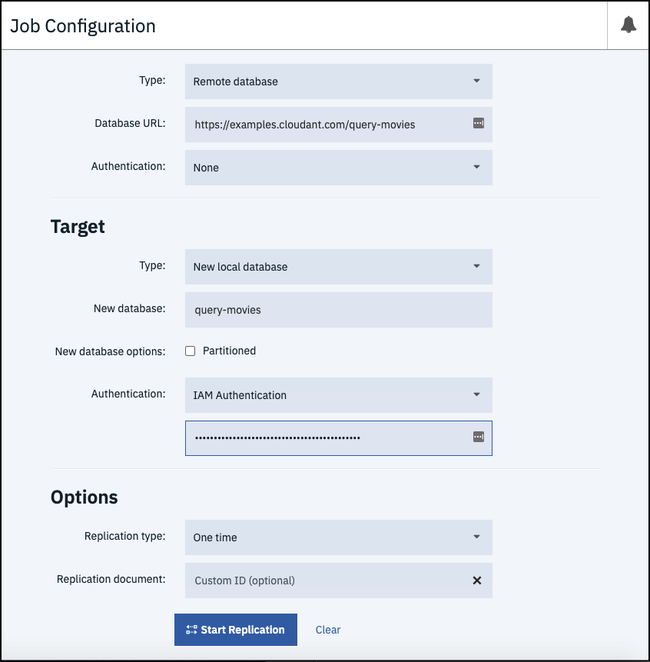 Job Configuration
Type: Remote database
Database URL: https://examples.cloudant.com/query-movies
Authentication: None
Target
Type: New local database
New database: query-movies
New database options: Partitioned
Authentication: IAM Authentication
••••••••••••••••••••••••••••••••••••••••••••
Options
Replication type: One time
Replication document: Custom ID (optional)
Start Replication Clear